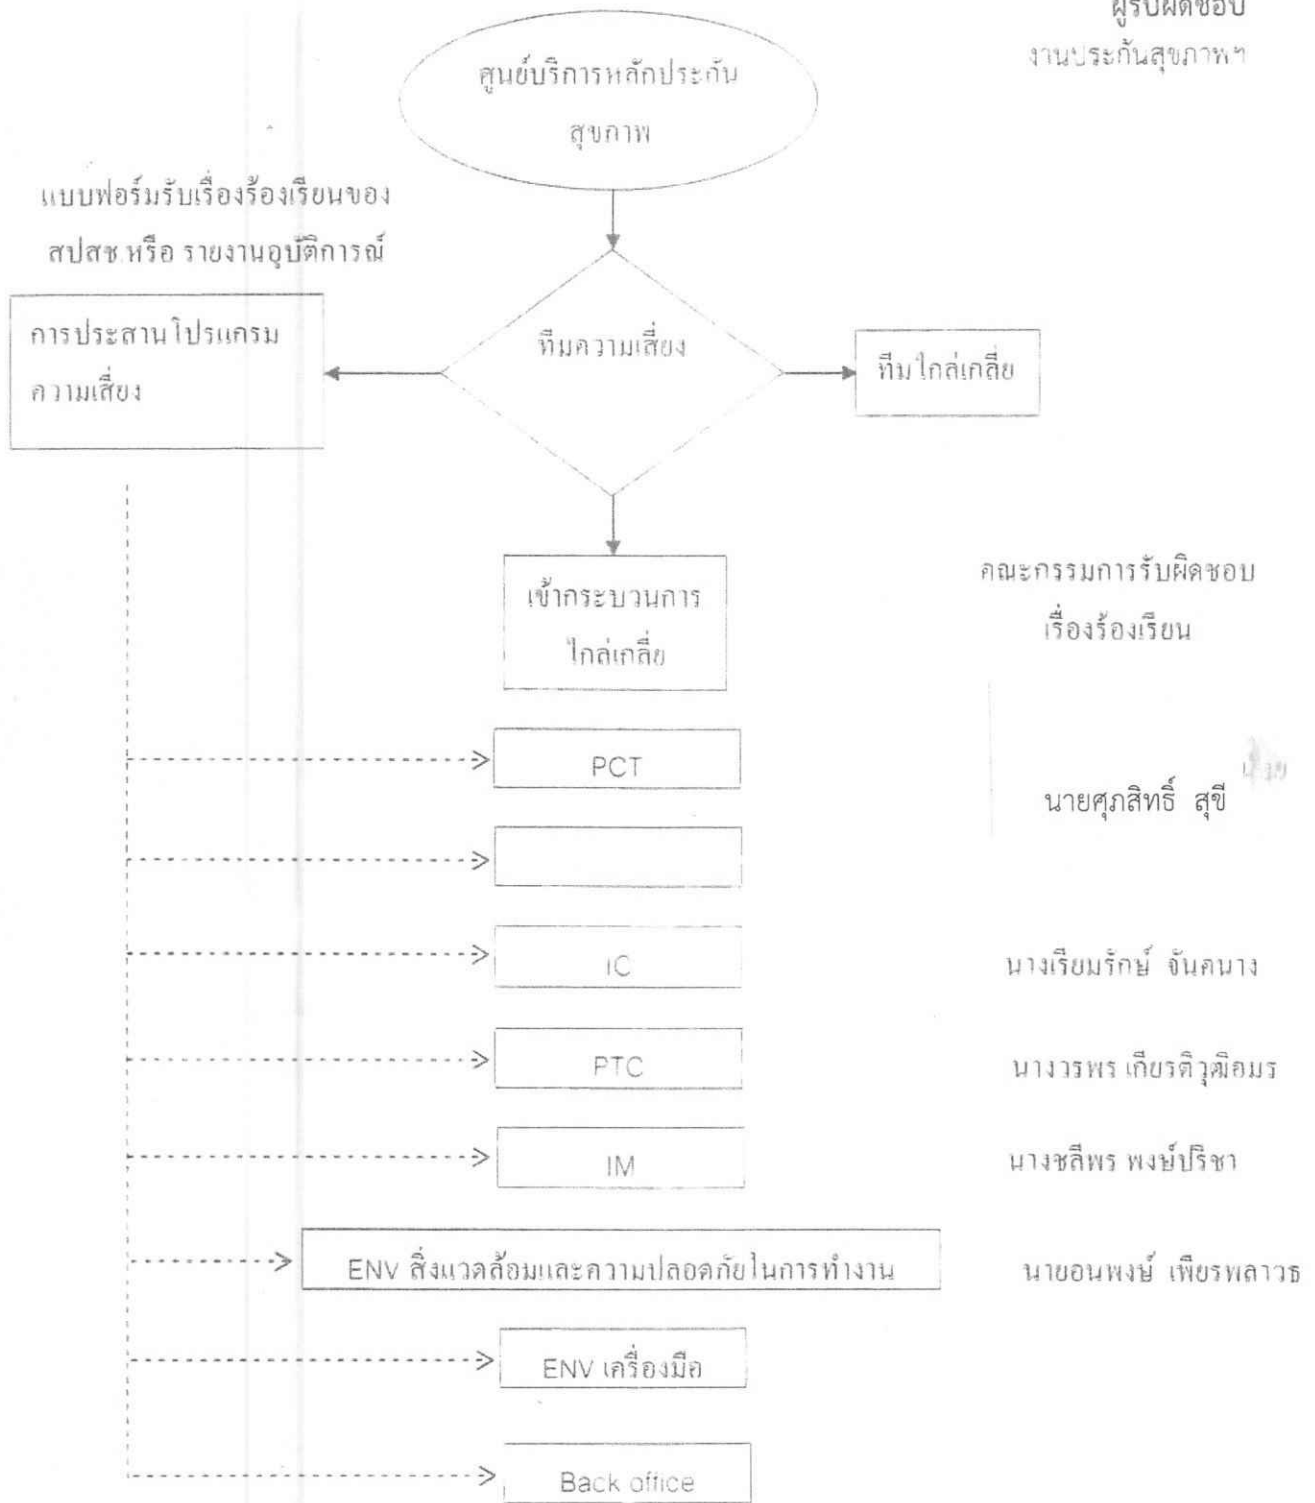 ผู้รับผิดชอบ
งานประกันสุขภาพฯ
ศูนย์บริการหลักประกัน
สุขภาพ
แบบฟอร์มรับเรื่องร้องเรียนของ
สปสช.หรือ รายงานอุบัติการณ์
การประสานโปรแกรม
ความเสี่ยง
ทีมความเสี่ยง
ทีมไกล่เกลี่ย
เข้ากระบวนการ
ไกล่เกลี่ย
คณะกรรมการรับผิดชอบ
เรื่องร้องเรียน
PCT
นายศุภสิทธิ์ สุขี
IC
นางเรียมรักษ์ จันคนาง
PTC
นางวรพร เกียรติวุฒิอมร
IM
นางชลีพร พงษ์ปริชา
ENV สิ่งแวดล้อมและความปลอดภัยในการทำงาน
นายอนพงษ์ เพียรพลาวธ
ENV เครื่องมือ
Back office